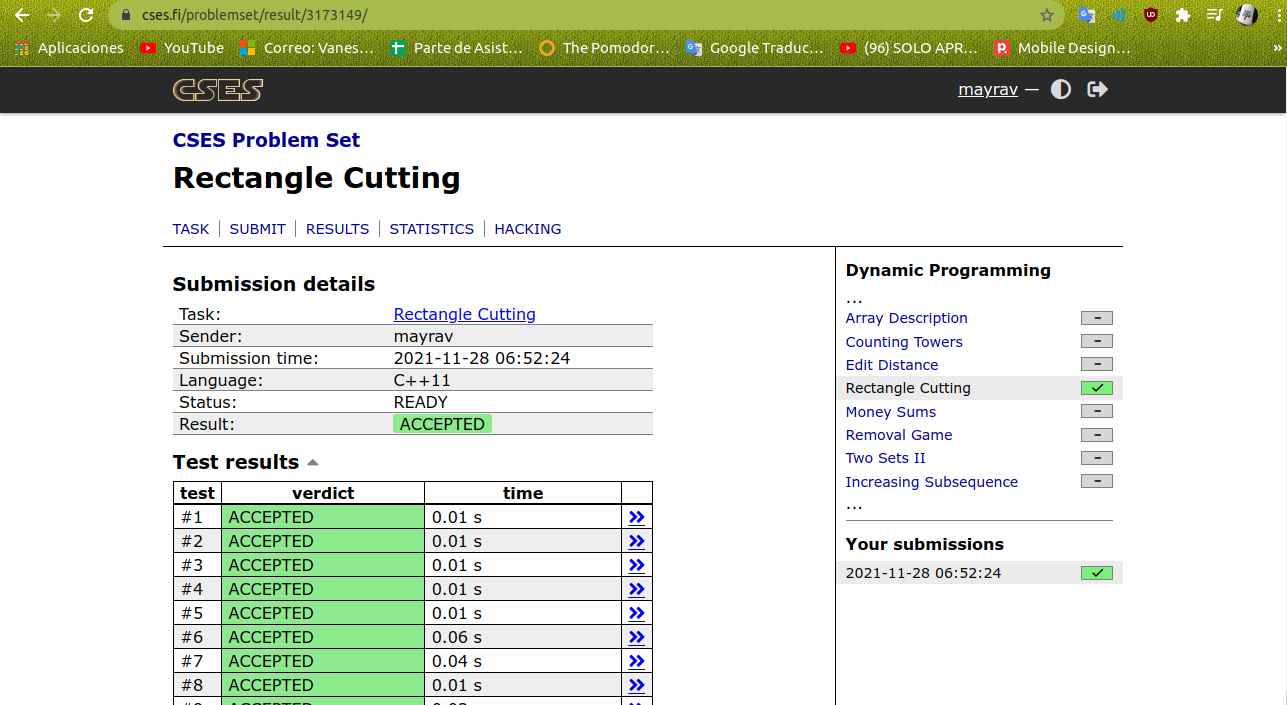 cses.fi/problemset/result/3173149/
Aplicaciones YouTube Correo: Vanes... Parte de Asist... The Pomodor... Google Traduc... (96) SOLO APR... Mobile Design... »
CSES mayrav —
CSES Problem Set
Rectangle Cutting
TASK SUBMIT RESULTS STATISTICS HACKING
Submission details
Task: Rectangle Cutting
Sender: mayrav
Submission time: 2021-11-28 06:52:24
Language: C++11
Status: READY
Result: ACCEPTED
Test results
test verdict time
#1 ACCEPTED 0.01 s »
#2 ACCEPTED 0.01 s »
#3 ACCEPTED 0.01 s »
#4 ACCEPTED 0.01 s »
#5 ACCEPTED 0.01 s »
#6 ACCEPTED 0.06 s »
#7 ACCEPTED 0.04 s »
#8 ACCEPTED 0.01 s »
Dynamic Programming
...
Array Description –
Counting Towers –
Edit Distance –
Rectangle Cutting ✓
Money Sums –
Removal Game –
Two Sets II –
Increasing Subsequence –
...
Your submissions
2021-11-28 06:52:24 ✓